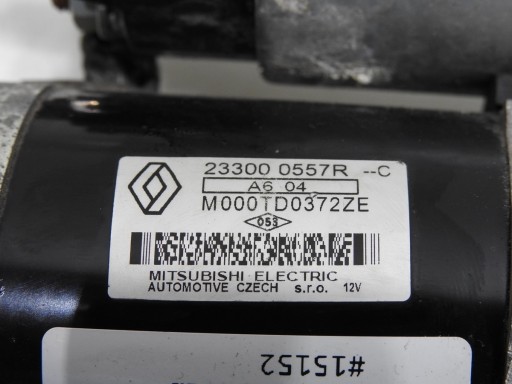 23300 0557R --C
A6 04
M000TD0372ZE
053
MITSUBISHI ELECTRIC
AUTOMOTIVE CZECH s.r.o. 12V
#15152